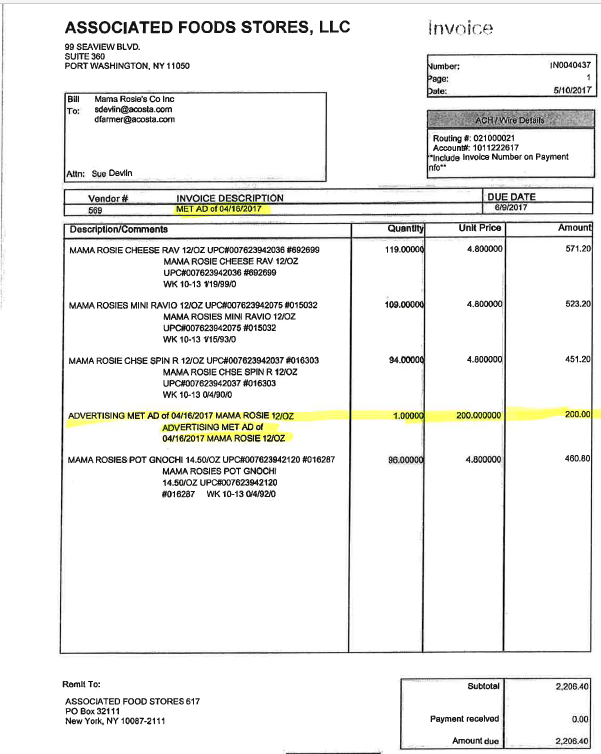 ASSOCIATED FOODS STORES, LLC
Invoice
99 SEAVIEW BLVD.
SUITE 360
PORT WASHINGTON, NY 11050
Number: IN0040437
Page: 1
Date: 5/10/2017
Bill To: Mama Rosie's Co Inc
sdevlin@acosta.com
dfarmer@acosta.com
Attn: Sue Devlin
ACH / Wire Details
Routing #: 021000021
Account#: 1011222617
**Include Invoice Number on Payment
nfo**
Vendor # INVOICE DESCRIPTION DUE DATE
569 MET AD of 04/16/2017 6/9/2017
Description/Comments Quantity Unit Price Amount
MAMA ROSIE CHEESE RAV 12/OZ UPC#007623942036 #692699 119.00000 4.800000 571.20
MAMA ROSIE CHEESE RAV 12/OZ
UPC#007623942036 #692699
WK 10-13 1/19/99/0
MAMA ROSIES MINI RAVIO 12/OZ UPC#007623942075 #015032 109.00000 4.800000 523.20
MAMA ROSIES MINI RAVIO 12/OZ
UPC#007623942075 #015032
WK 10-13 1/15/93/0
MAMA ROSIE CHSE SPIN R 12/OZ UPC#007623942037 #016303 94.00000 4.800000 451.20
MAMA ROSIE CHSE SPIN R 12/OZ
UPC#007623942037 #016303
WK 10-13 0/4/90/0
ADVERTISING MET AD of 04/16/2017 MAMA ROSIE 12/OZ 1.00000 200.000000 200.00
ADVERTISING MET AD of
04/16/2017 MAMA ROSIE 12/OZ
MAMA ROSIES POT GNOCHI 14.50/OZ UPC#007623942120 #016287 96.00000 4.800000 460.80
MAMA ROSIES POT GNOCHI
14.50/OZ UPC#007623942120
#016287 WK 10-13 0/4/92/0
Remit To:
ASSOCIATED FOOD STORES 617
PO Box 32111
New York, NY 10087-2111
Subtotal 2,206.40
Payment received 0.00
Amount due 2,206.40